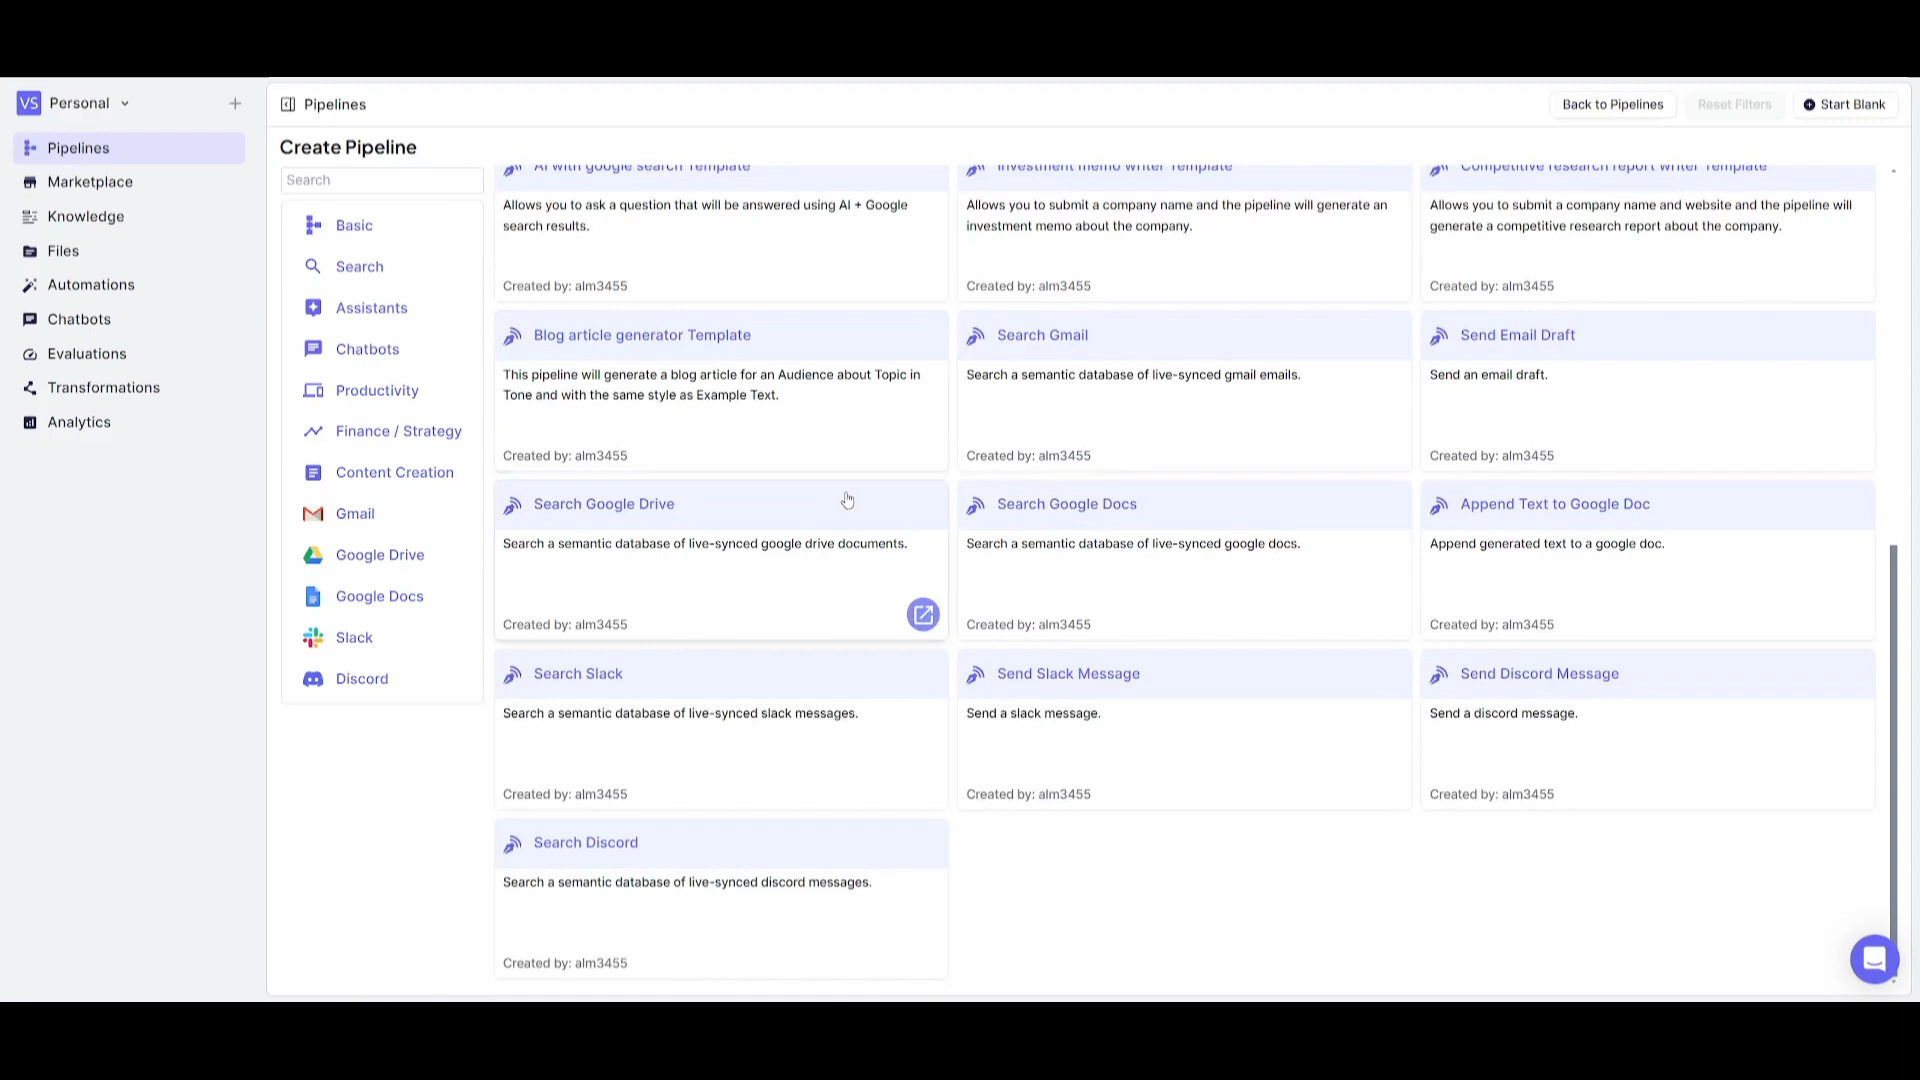 VS Personal
Pipelines
Marketplace
Knowledge
Files
Automations
Chatbots
Evaluations
Transformations
Analytics
Pipelines
Back to Pipelines
Reset Filters
Start Blank
Create Pipeline
Search
Basic
Search
Assistants
Chatbots
Productivity
Finance / Strategy
Content Creation
Gmail
Google Drive
Google Docs
Slack
Discord
AI with google search Template
Allows you to ask a question that will be answered using AI + Google
search results.
Created by: alm3455
Investment memo writer Template
Allows you to submit a company name and the pipeline will generate an
investment memo about the company.
Created by: alm3455
Competitive research report writer Template
Allows you to submit a company name and website and the pipeline will
generate a competitive research report about the company.
Created by: alm3455
Blog article generator Template
This pipeline will generate a blog article for an Audience about Topic in
Tone and with the same style as Example Text.
Created by: alm3455
Search Gmail
Search a semantic database of live-synced gmail emails.
Created by: alm3455
Send Email Draft
Send an email draft.
Created by: alm3455
Search Google Drive
Search a semantic database of live-synced google drive documents.
Created by: alm3455
Search Google Docs
Search a semantic database of live-synced google docs.
Created by: alm3455
Append Text to Google Doc
Append generated text to a google doc.
Created by: alm3455
Search Slack
Search a semantic database of live-synced slack messages.
Created by: alm3455
Send Slack Message
Send a slack message.
Created by: alm3455
Send Discord Message
Send a discord message.
Created by: alm3455
Search Discord
Search a semantic database of live-synced discord messages.
Created by: alm3455